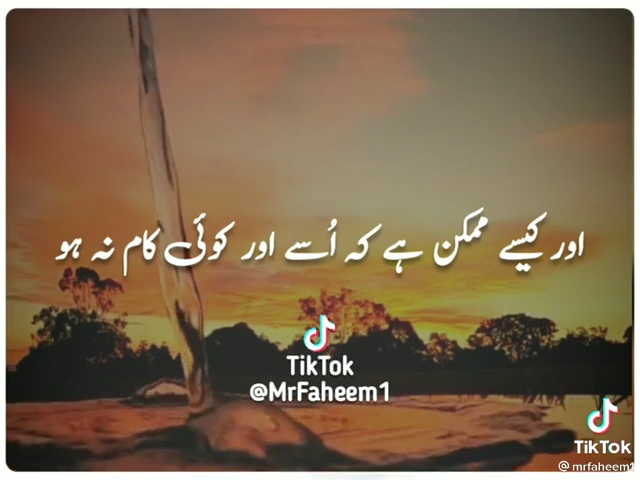 اور کیسے ممکن ہے کہ اُسے اور کوئی کام نہ ہو
TikTok
@MrFaheem1
TikTok
@mrfaheem1